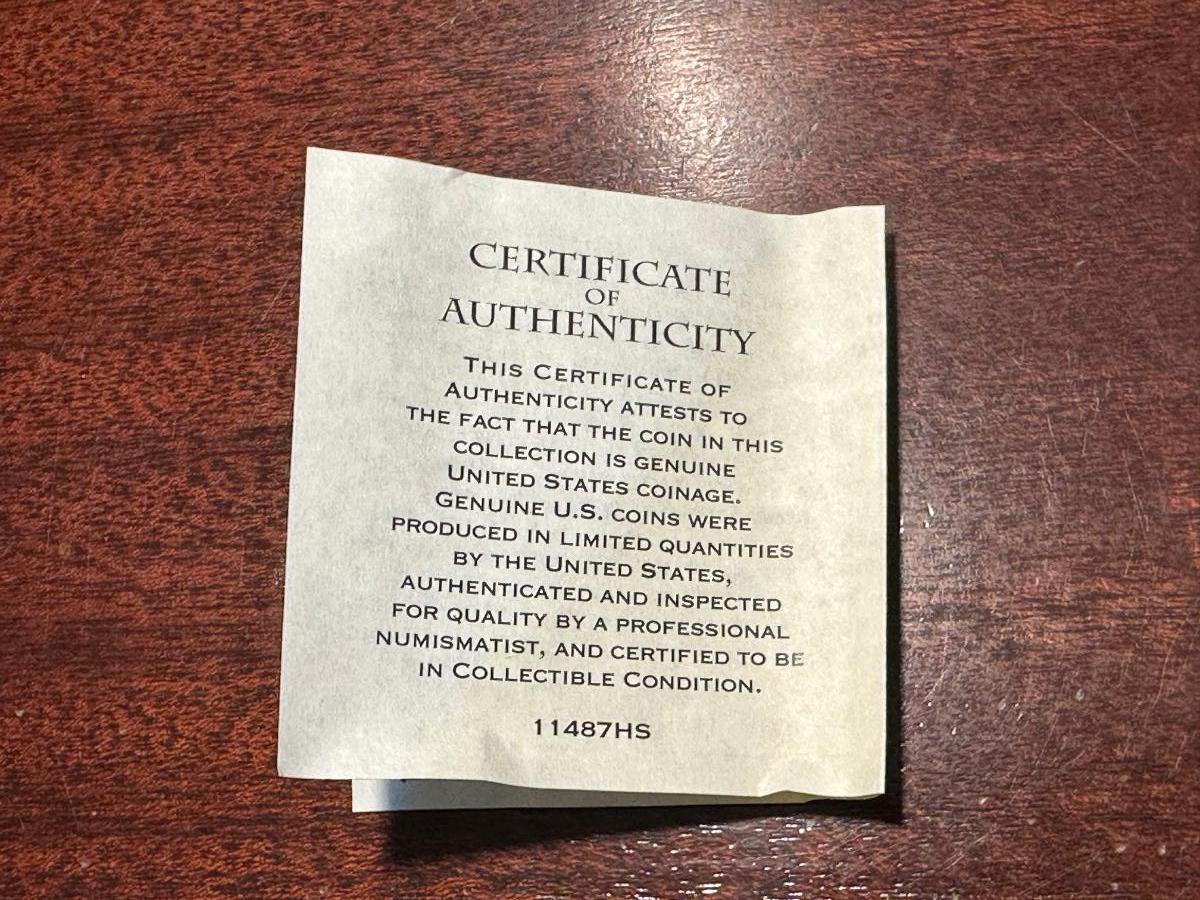 CERTIFICATE
OF
AUTHENTICITY
THIS CERTIFICATE OF
AUTHENTICITY ATTESTS TO
THE FACT THAT THE COIN IN THIS
COLLECTION IS GENUINE
UNITED STATES COINAGE.
GENUINE U.S. COINS WERE
PRODUCED IN LIMITED QUANTITIES
BY THE UNITED STATES,
AUTHENTICATED AND INSPECTED
FOR QUALITY BY A PROFESSIONAL
NUMISMATIST, AND CERTIFIED TO BE
IN COLLECTIBLE CONDITION.
11487HS